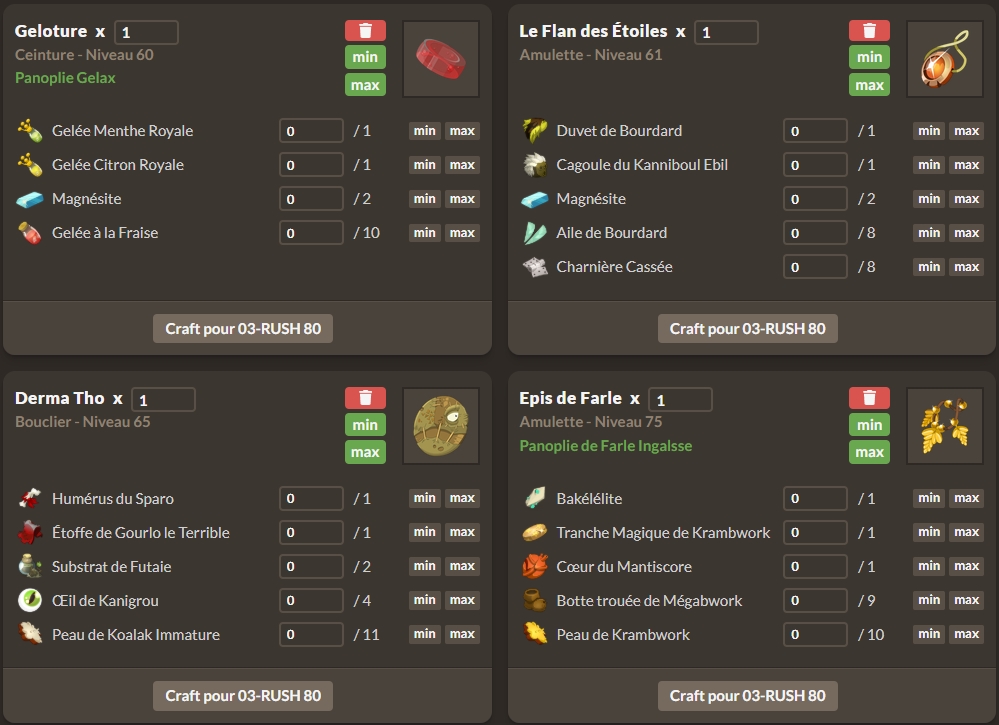 Geloture x 1
Ceinture - Niveau 60
Panoplie Gelax
min
max
Gelée Menthe Royale 0 / 1 min max
Gelée Citron Royale 0 / 1 min max
Magnésite 0 / 2 min max
Gelée à la Fraise 0 / 10 min max
Craft pour 03-RUSH 80
Le Flan des Étoiles x 1
Amulette - Niveau 61
min
max
Duvet de Bourdard 0 / 1 min max
Cagoule du Kanniboul Ebil 0 / 1 min max
Magnésite 0 / 2 min max
Aile de Bourdard 0 / 8 min max
Charnière Cassée 0 / 8 min max
Craft pour 03-RUSH 80
Derma Tho x 1
Bouclier - Niveau 65
min
max
Humérus du Sparo 0 / 1 min max
Étoffe de Gourlo le Terrible 0 / 1 min max
Substrat de Futaie 0 / 2 min max
Œil de Kanigrou 0 / 4 min max
Peau de Koalak Immature 0 / 11 min max
Craft pour 03-RUSH 80
Epis de Farle x 1
Amulette - Niveau 75
Panoplie de Farle Ingalsse
min
max
Bakélélite 0 / 1 min max
Tranche Magique de Krambwork 0 / 1 min max
Cœur du Mantiscore 0 / 1 min max
Botte trouée de Mégabwork 0 / 9 min max
Peau de Krambwork 0 / 10 min max
Craft pour 03-RUSH 80